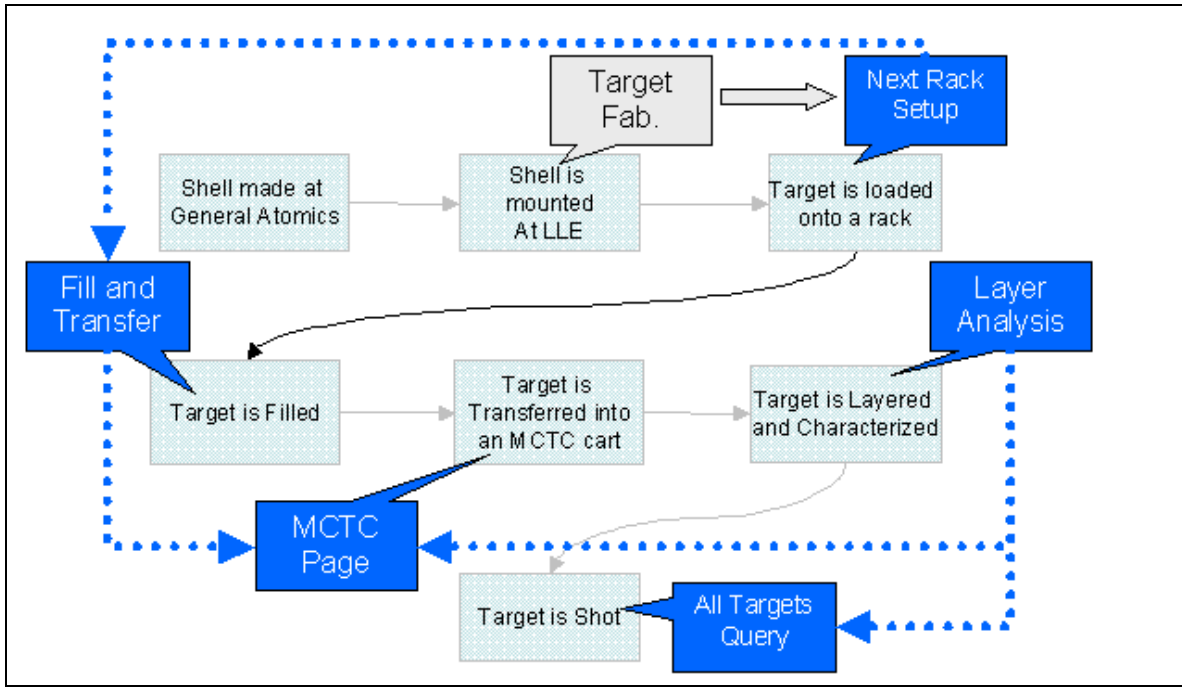 Target
Fab.
Next Rack
Setup
Shell made at
General Atomics
Shell is
mounted
At LLE
Target is loaded
onto a rack
Fill and
Transfer
Layer
Analysis
Target is Filled
Target is
Transferred into
an MCTC cart
Target is Layered
and Characterized
MCTC
Page
Target is Shot
All Targets
Query